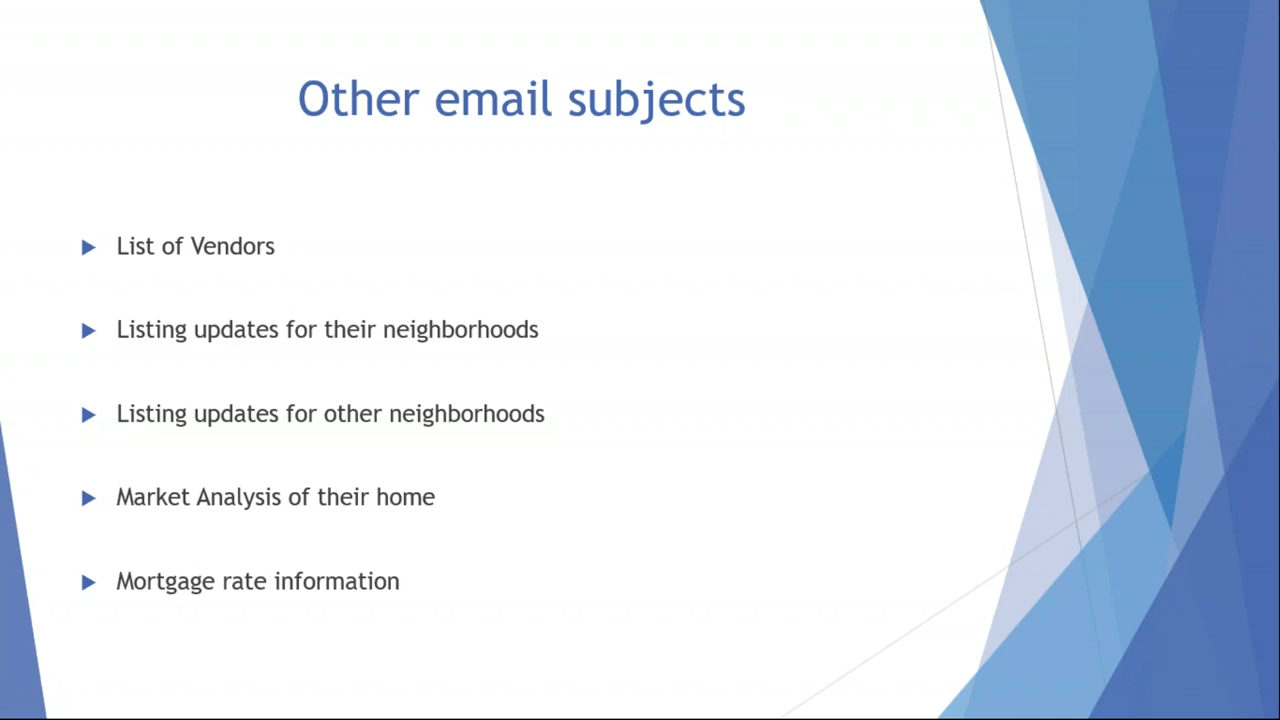 Other email subjects
List of Vendors
Listing updates for their neighborhoods
Listing updates for other neighborhoods
Market Analysis of their home
Mortgage rate information